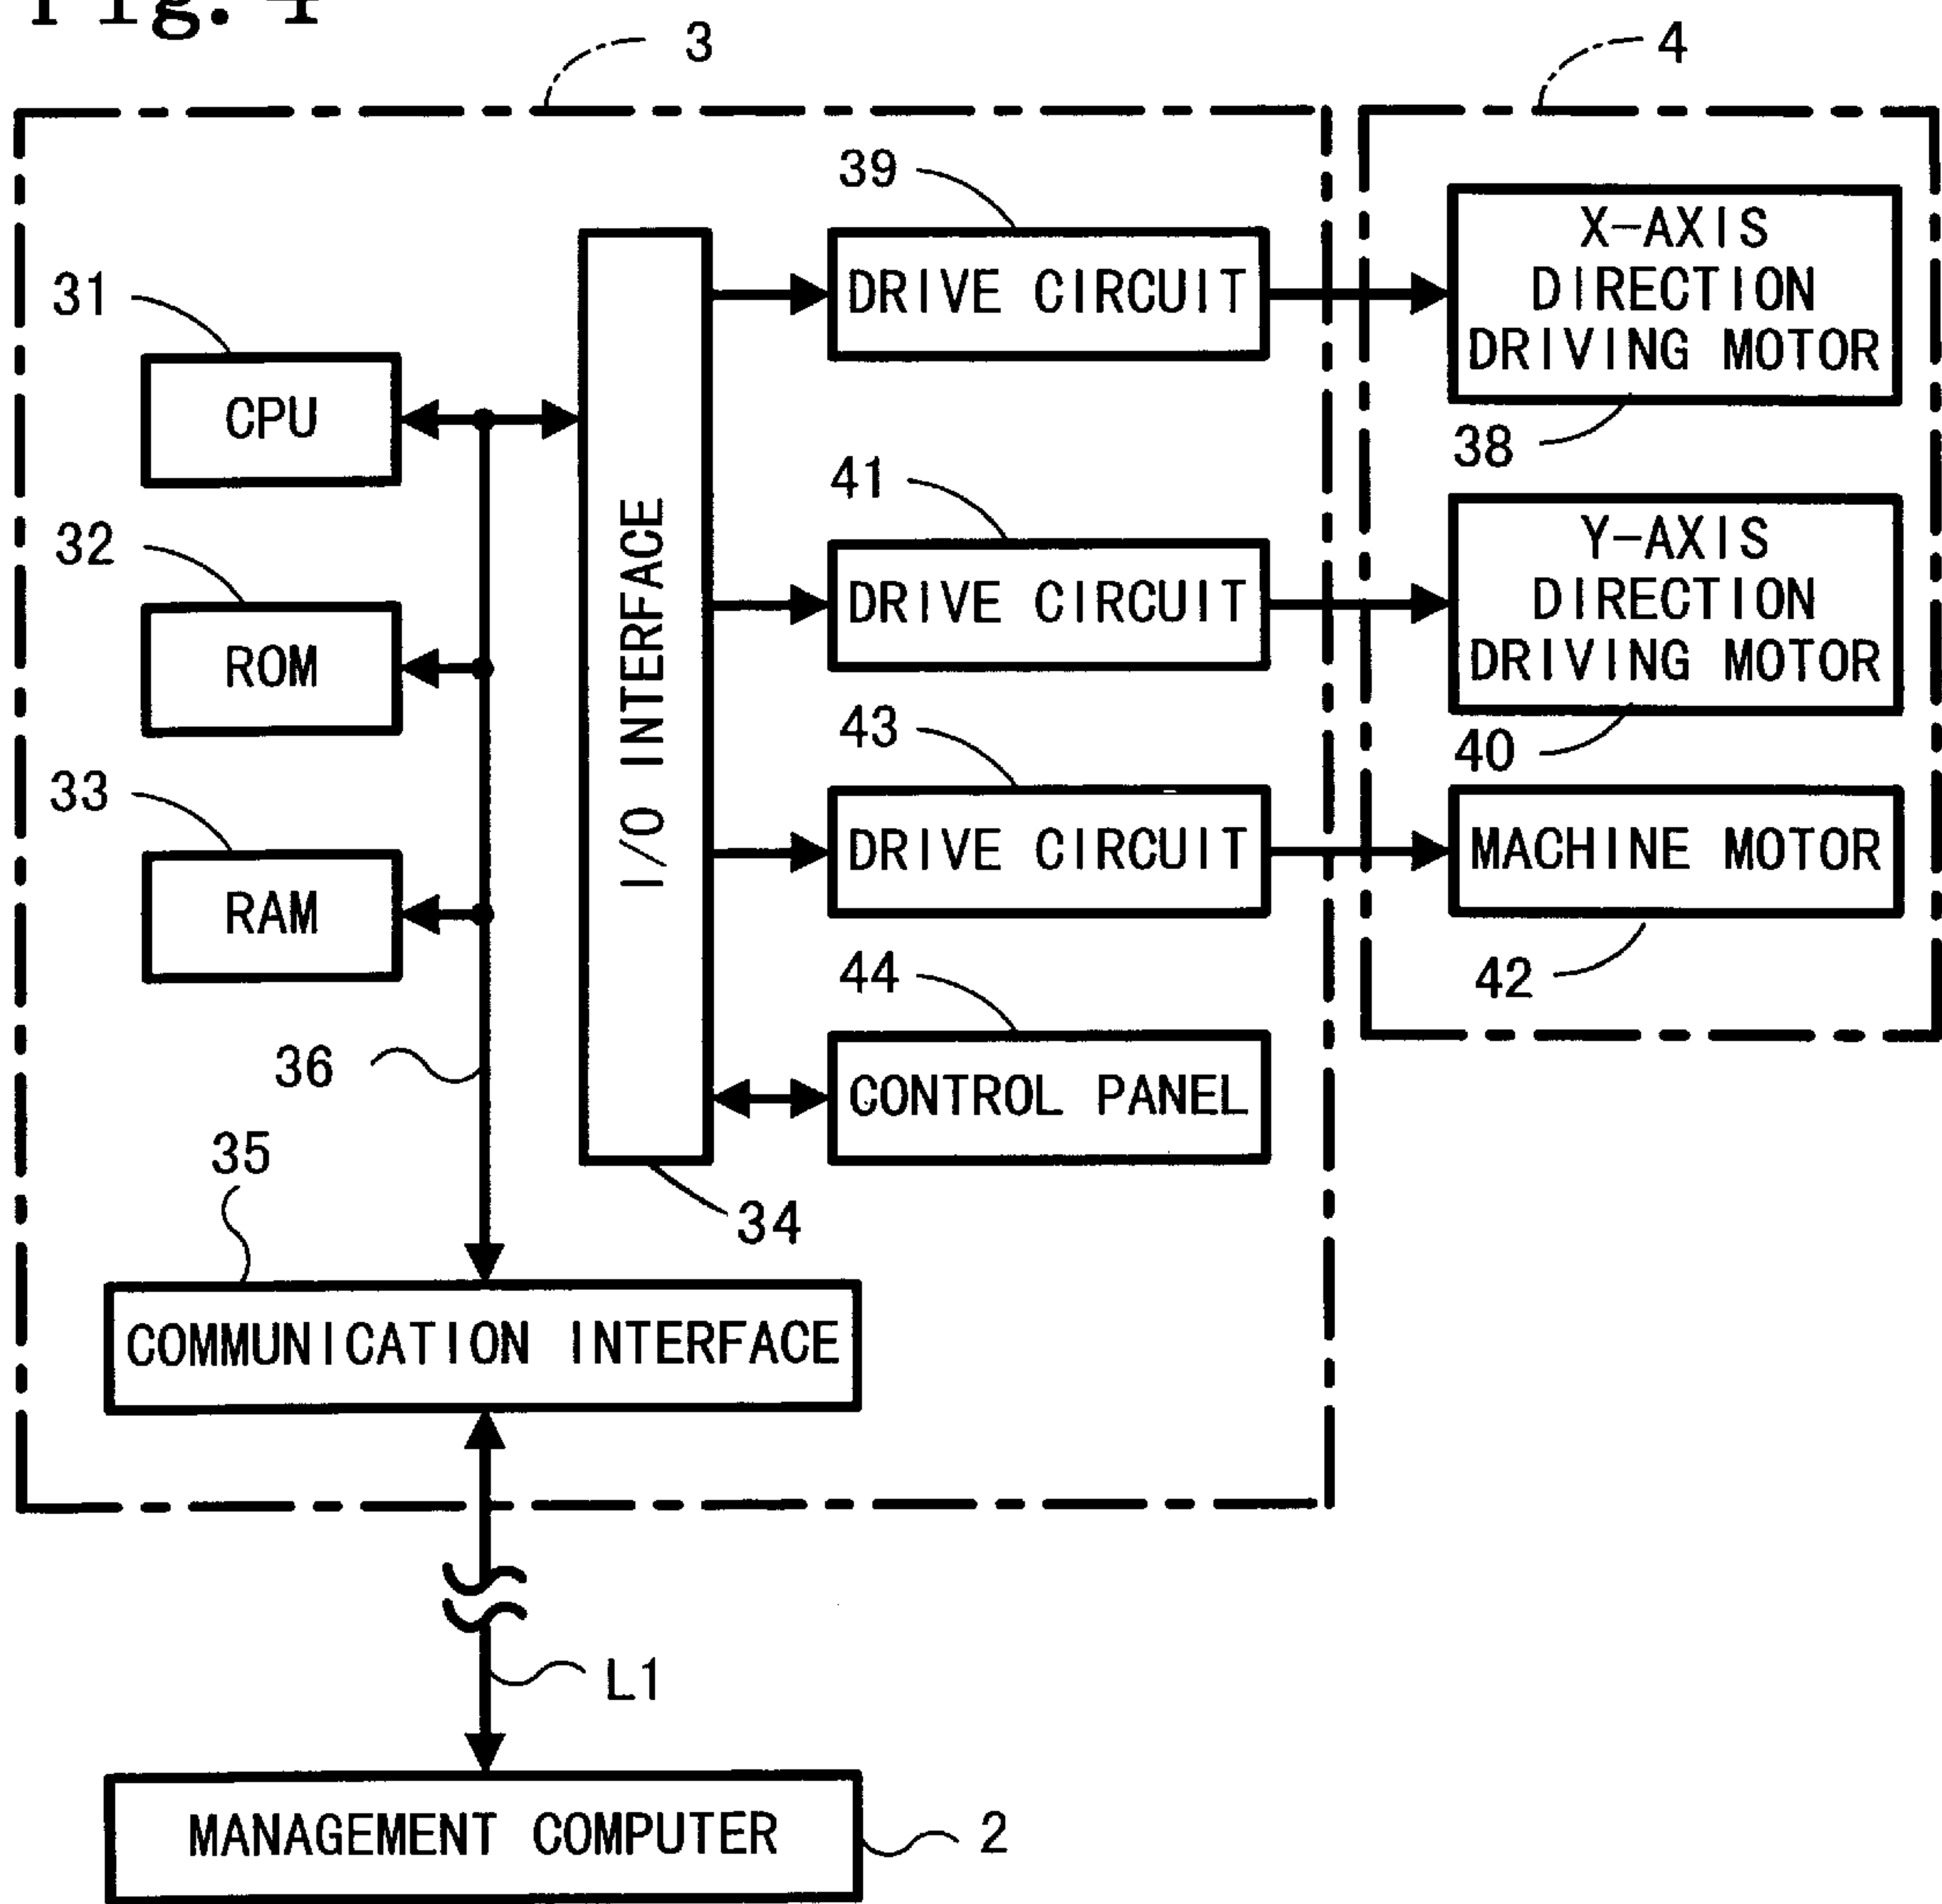 Fig. 4
3
4
39
DRIVE CIRCUIT
X-AXIS
DIRECTION
DRIVING MOTOR
38
31
CPU
41
DRIVE CIRCUIT
Y-AXIS
DIRECTION
DRIVING MOTOR
40
32
ROM
I/O INTERFACE
43
DRIVE CIRCUIT
MACHINE MOTOR
42
33
RAM
44
CONTROL PANEL
36
34
35
COMMUNICATION INTERFACE
L1
MANAGEMENT COMPUTER
2